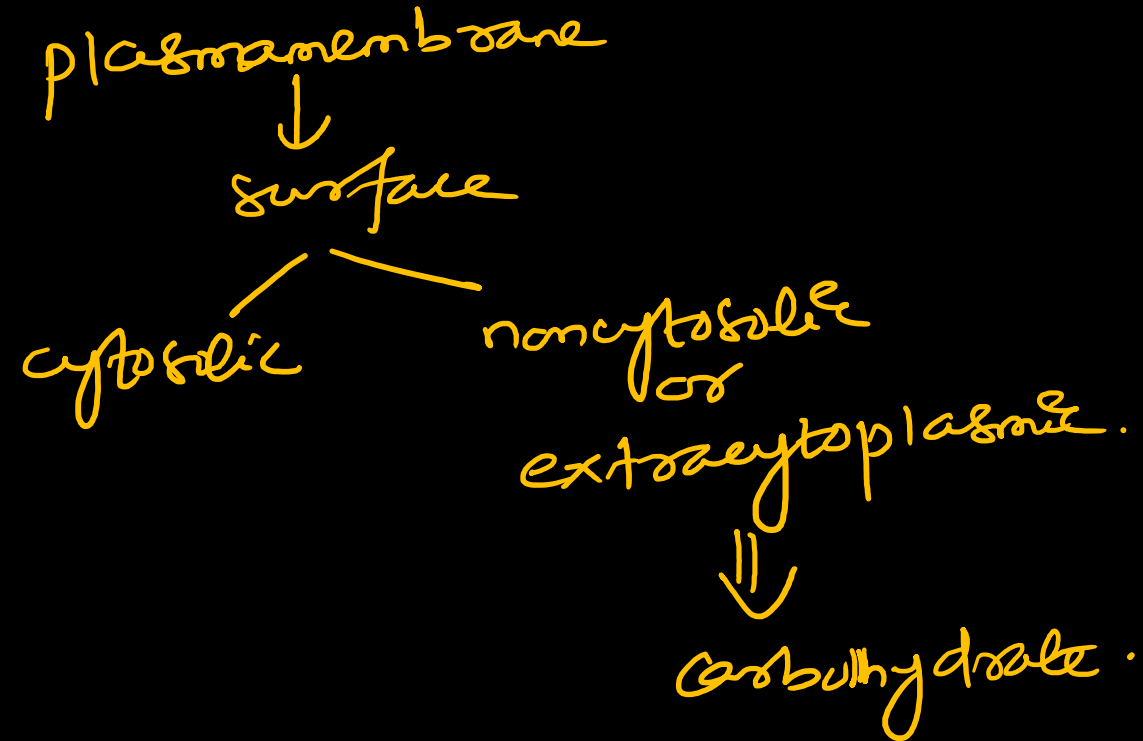 plasmamembrane
surface
cytosolic
noncytosolic
or
extracytoplasmic.
carbohydrate.